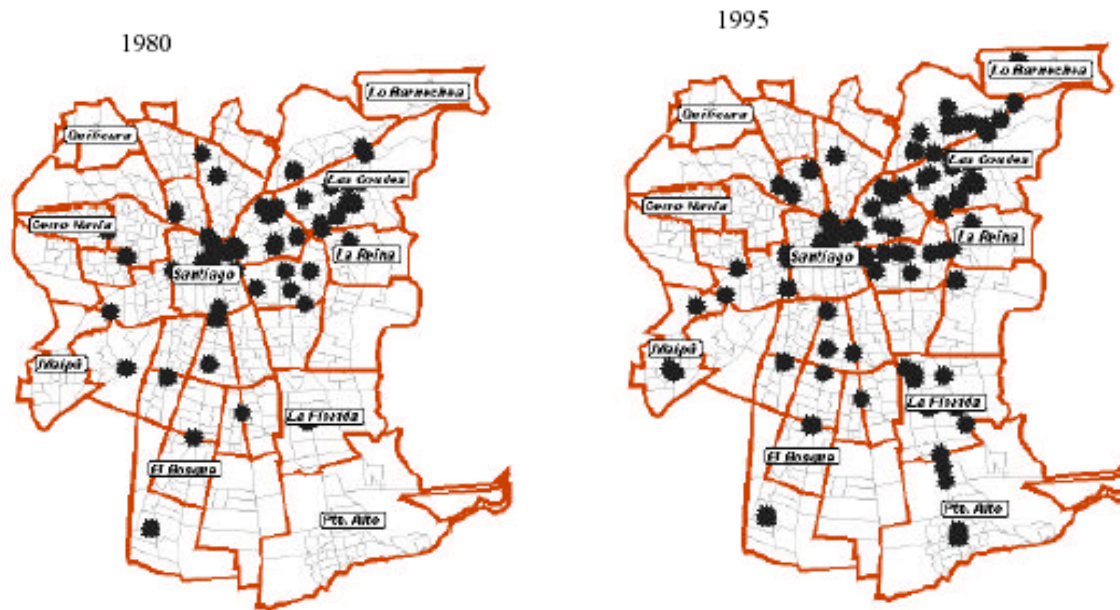 1980
1995
Lo Barnechea
Quilicura
Las Condes
Cerro Navia
La Reina
Santiago
Maipú
La Florida
El Bosque
Pte. Alto
Lo Barnechea
Quilicura
Las Condes
Cerro Navia
La Reina
Santiago
Maipú
La Florida
El Bosque
Pte. Alto